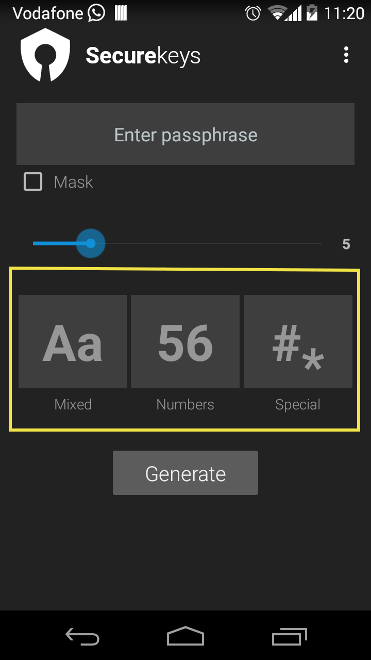 Vodafone 11:20
Securekeys
Enter passphrase
Mask
5
Aa 56 #*
Mixed Numbers Special
Generate